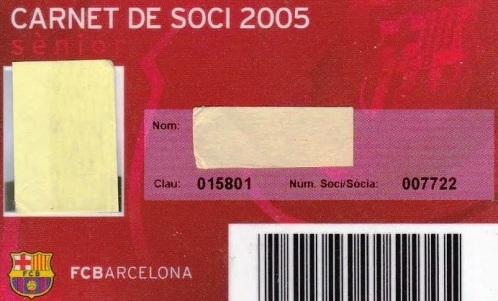 CARNET DE SOCI 2005
senior
Nom:
Clau: 015801 Núm. Soci/Sòcia: 007722
FCB
FCBARCELONA